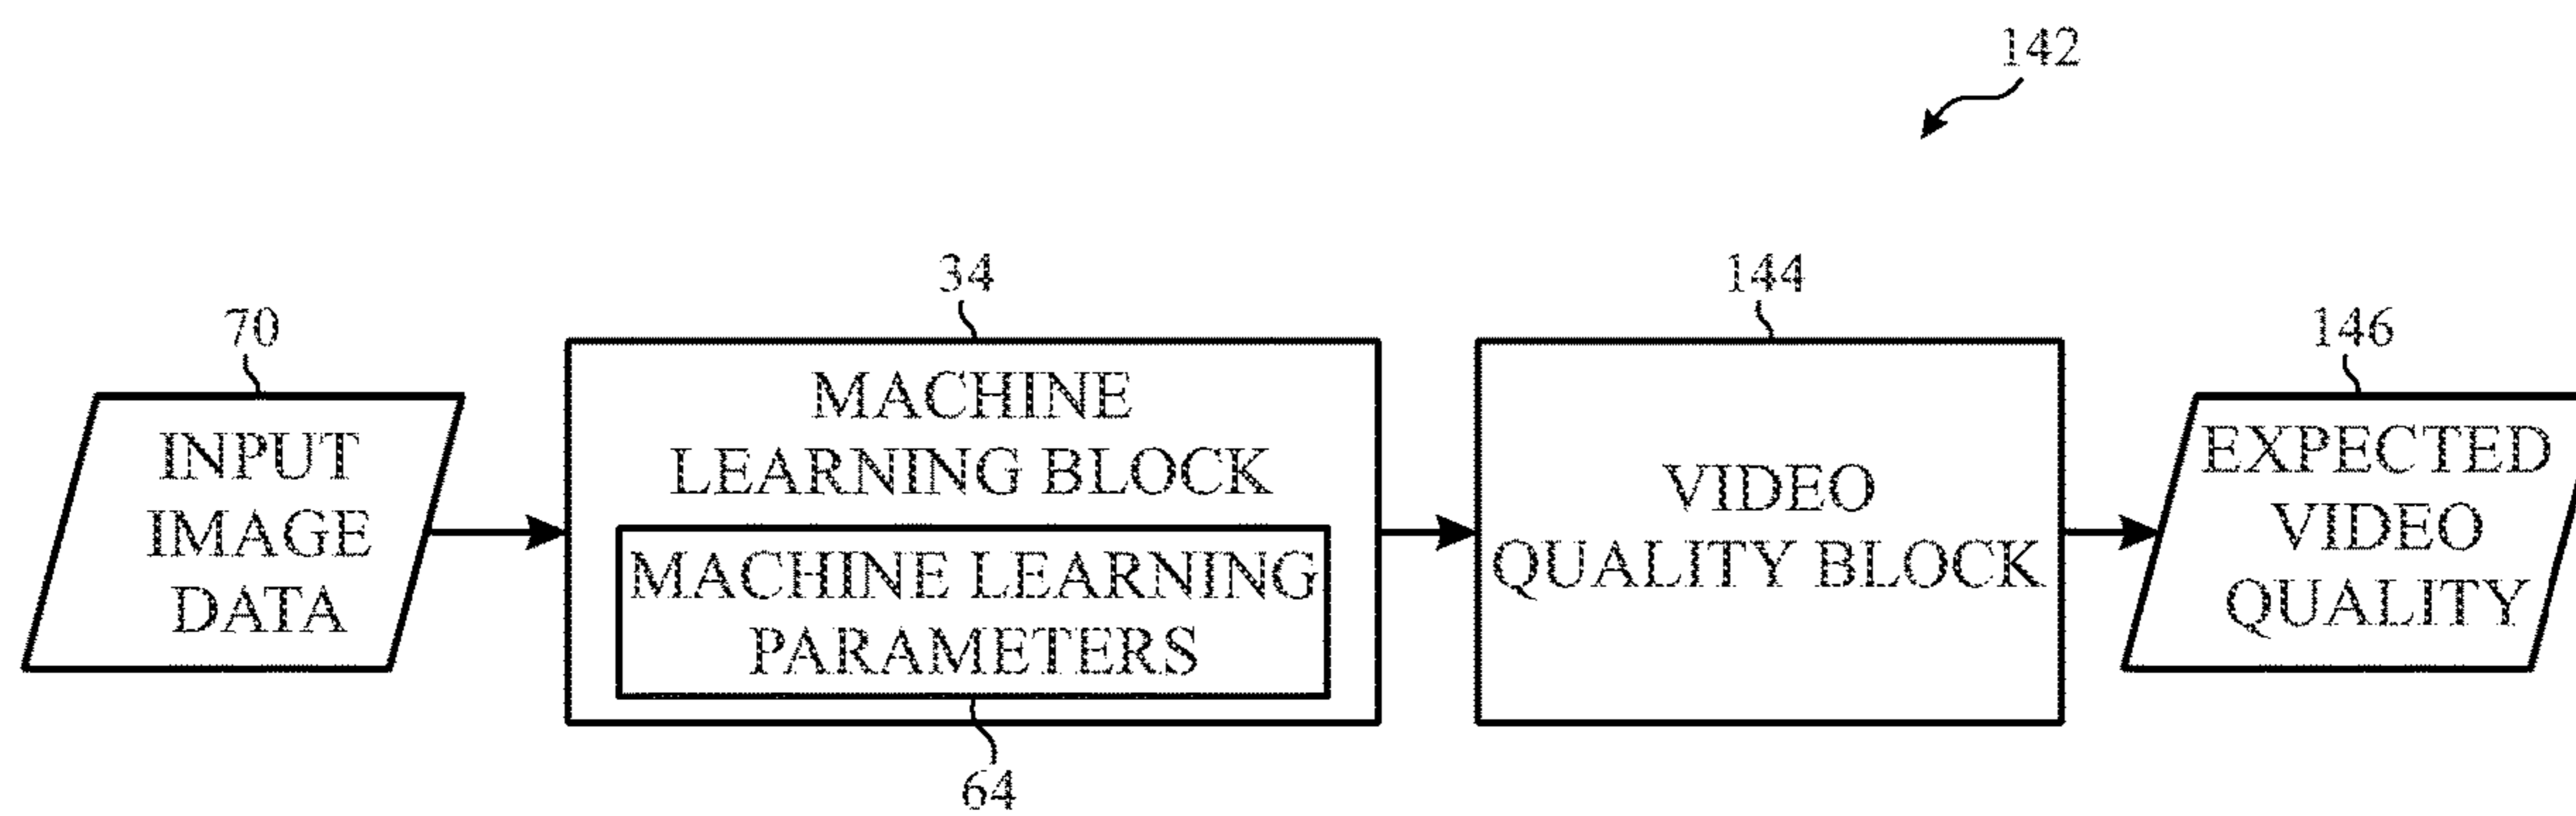 142
70
INPUT
IMAGE
DATA
34
MACHINE
LEARNING BLOCK
MACHINE LEARNING
PARAMETERS
64
144
VIDEO
QUALITY BLOCK
146
EXPECTED
VIDEO
QUALITY